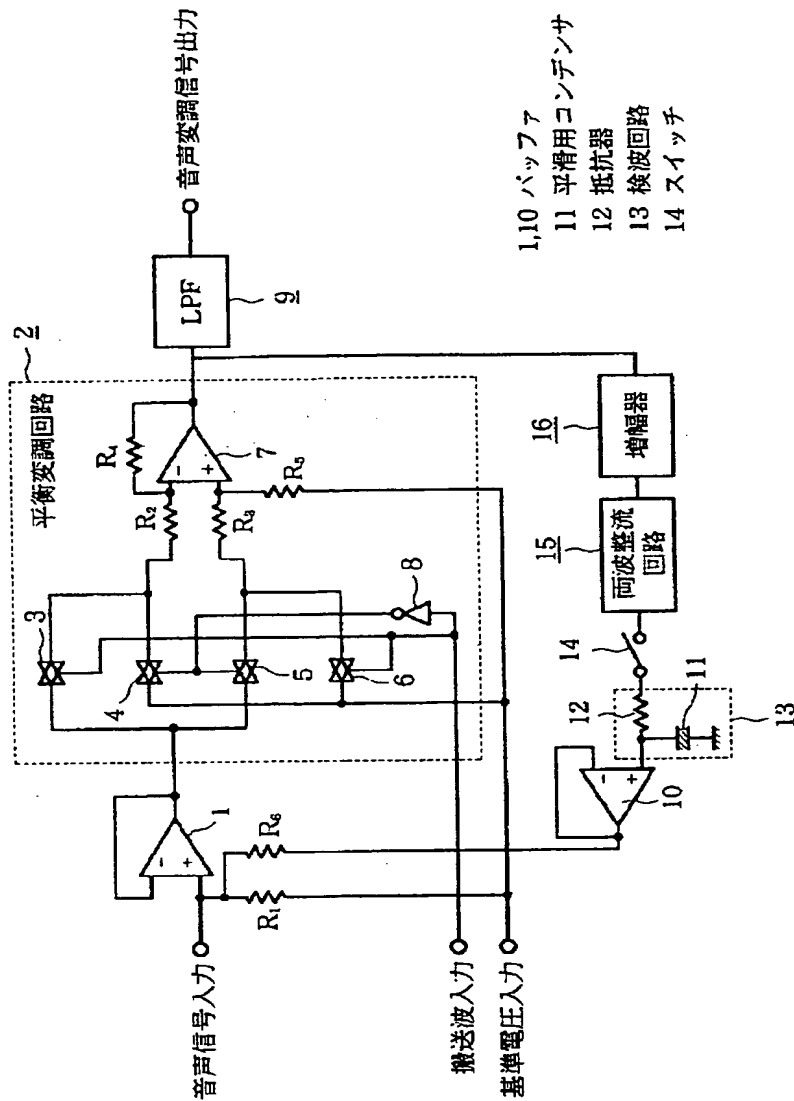 音声信号入力
搬送波入力
基準電圧入力
1
R₁
R₆
平衡変調回路
2
3
4
5
6
8
R₂
R₃
R₄
R₅
7
−
+
−
+
LPF
9
音声変調信号出力
増幅器
16
両波整流
回路
15
14
12
11
13
10
−
+
1,10 バッファ
11 平滑用コンデンサ
12 抵抗器
13 検波回路
14 スイッチ